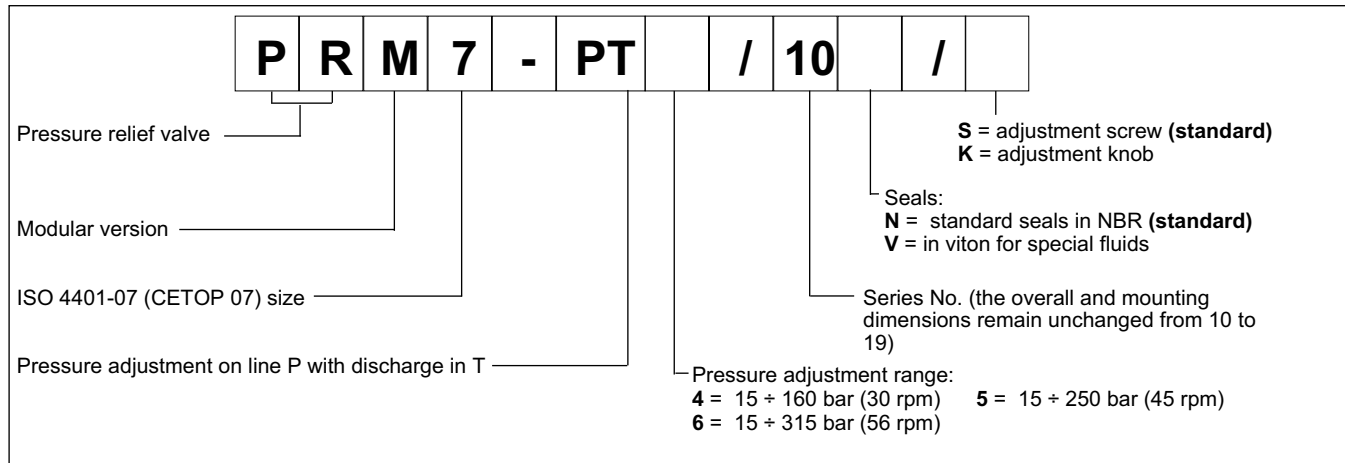 P R M 7 - PT / 10 /
Pressure relief valve
S = adjustment screw (standard)
K = adjustment knob
Seals:
N = standard seals in NBR (standard)
V = in viton for special fluids
Modular version
ISO 4401-07 (CETOP 07) size
Series No. (the overall and mounting
dimensions remain unchanged from 10 to
19)
Pressure adjustment on line P with discharge in T
Pressure adjustment range:
4 = 15 ÷ 160 bar (30 rpm) 5 = 15 ÷ 250 bar (45 rpm)
6 = 15 ÷ 315 bar (56 rpm)